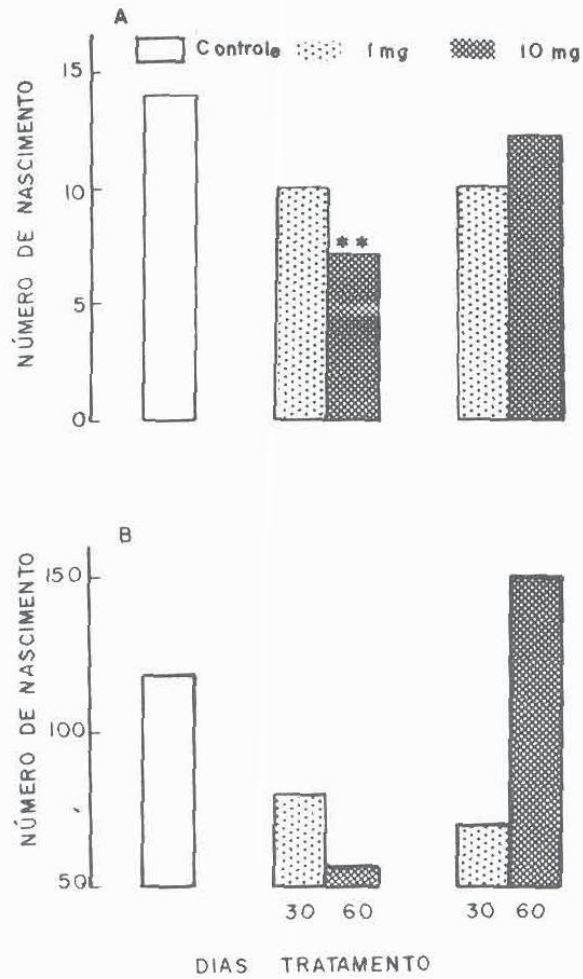 A
Controle 1 mg 10 mg
NÚMERO DE NASCIMENTO
15
10
5
0
**
B
NÚMERO DE NASCIMENTO
150
100
50
30 60 30 60
DIAS TRATAMENTO